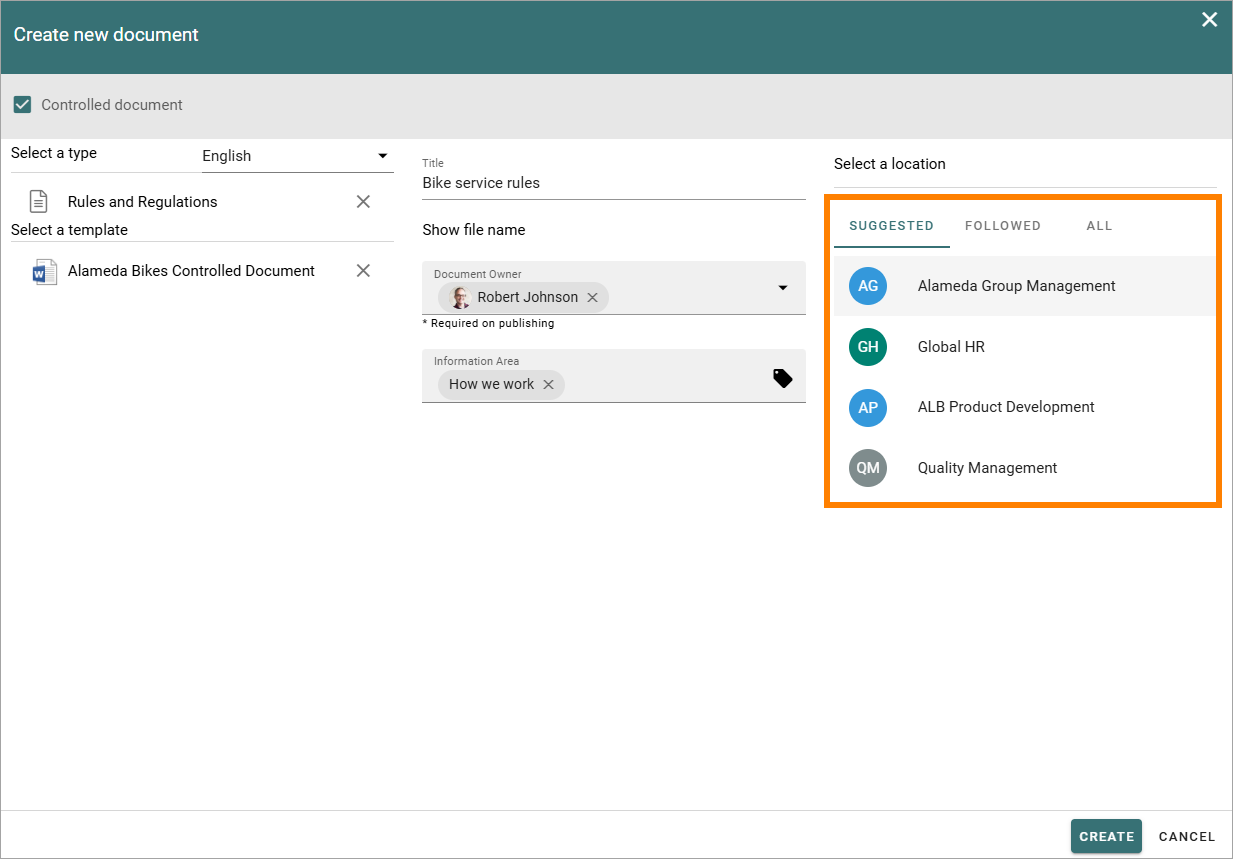 Create new document
Controlled document
Select a type
English
Rules and Regulations
Select a template
W
Alameda Bikes Controlled Document
Title
Bike service rules
Show file name
Document Owner
Robert Johnson
* Required on publishing
Information Area
How we work
Select a location
SUGGESTED FOLLOWED ALL
AG Alameda Group Management
GH Global HR
AP ALB Product Development
QM Quality Management
CREATE CANCEL